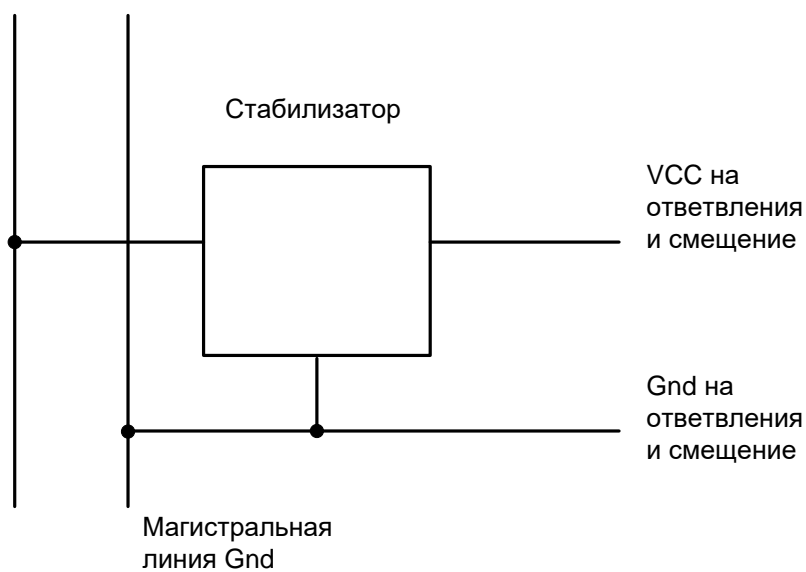 Стабилизатор
VCC на
ответвления
и смещение
Gnd на
ответвления
и смещение
Магистральная
линия Gnd